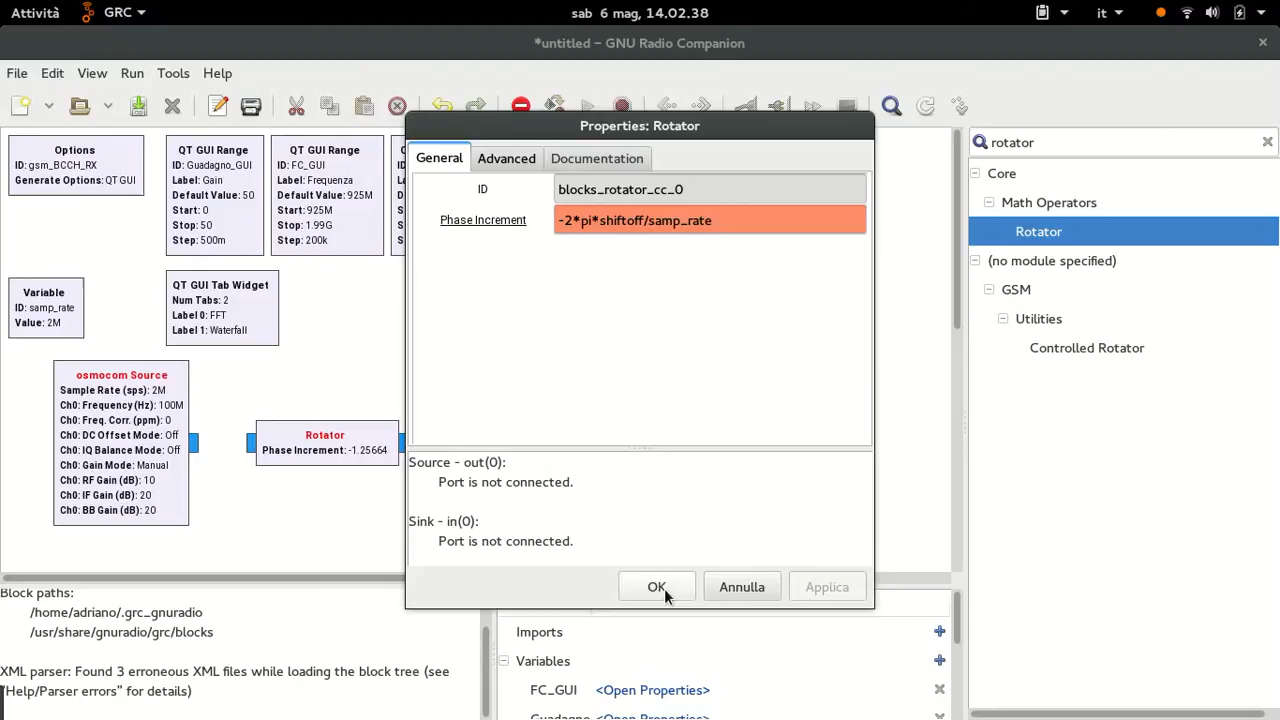 Attività GRC sab 6 mag, 14.02.38 it
*untitled – GNU Radio Companion
File Edit View Run Tools Help
Options
ID: gsm_BCCH_RX
Generate Options: QT GUI
QT GUI Range
ID: Guadagno_GUI
Label: Gain
Default Value: 50
Start: 0
Stop: 50
Step: 500m
QT GUI Range
ID: FC_GUI
Label: Frequenza
Default Value: 925M
Start: 925M
Stop: 1.99G
Step: 200k
Variable
ID: samp_rate
Value: 2M
QT GUI Tab Widget
Num Tabs: 2
Label 0: FFT
Label 1: Waterfall
osmocom Source
Sample Rate (sps): 2M
Ch0: Frequency (Hz): 100M
Ch0: Freq. Corr. (ppm): 0
Ch0: DC Offset Mode: Off
Ch0: IQ Balance Mode: Off
Ch0: Gain Mode: Manual
Ch0: RF Gain (dB): 10
Ch0: IF Gain (dB): 20
Ch0: BB Gain (dB): 20
Rotator
Phase Increment: -1.25664
Properties: Rotator
General Advanced Documentation
ID blocks_rotator_cc_0
Phase Increment -2*pi*shiftoff/samp_rate
Source - out(0):
Port is not connected.
Sink - in(0):
Port is not connected.
OK Annulla Applica
rotator
Core
Math Operators
Rotator
(no module specified)
GSM
Utilities
Controlled Rotator
Block paths:
/home/adriano/.grc_gnuradio
/usr/share/gnuradio/grc/blocks
XML parser: Found 3 erroneous XML files while loading the block tree (see
"Help/Parser errors" for details)
Imports
Variables
FC_GUI <Open Properties>
Guadagno <Open Properties>